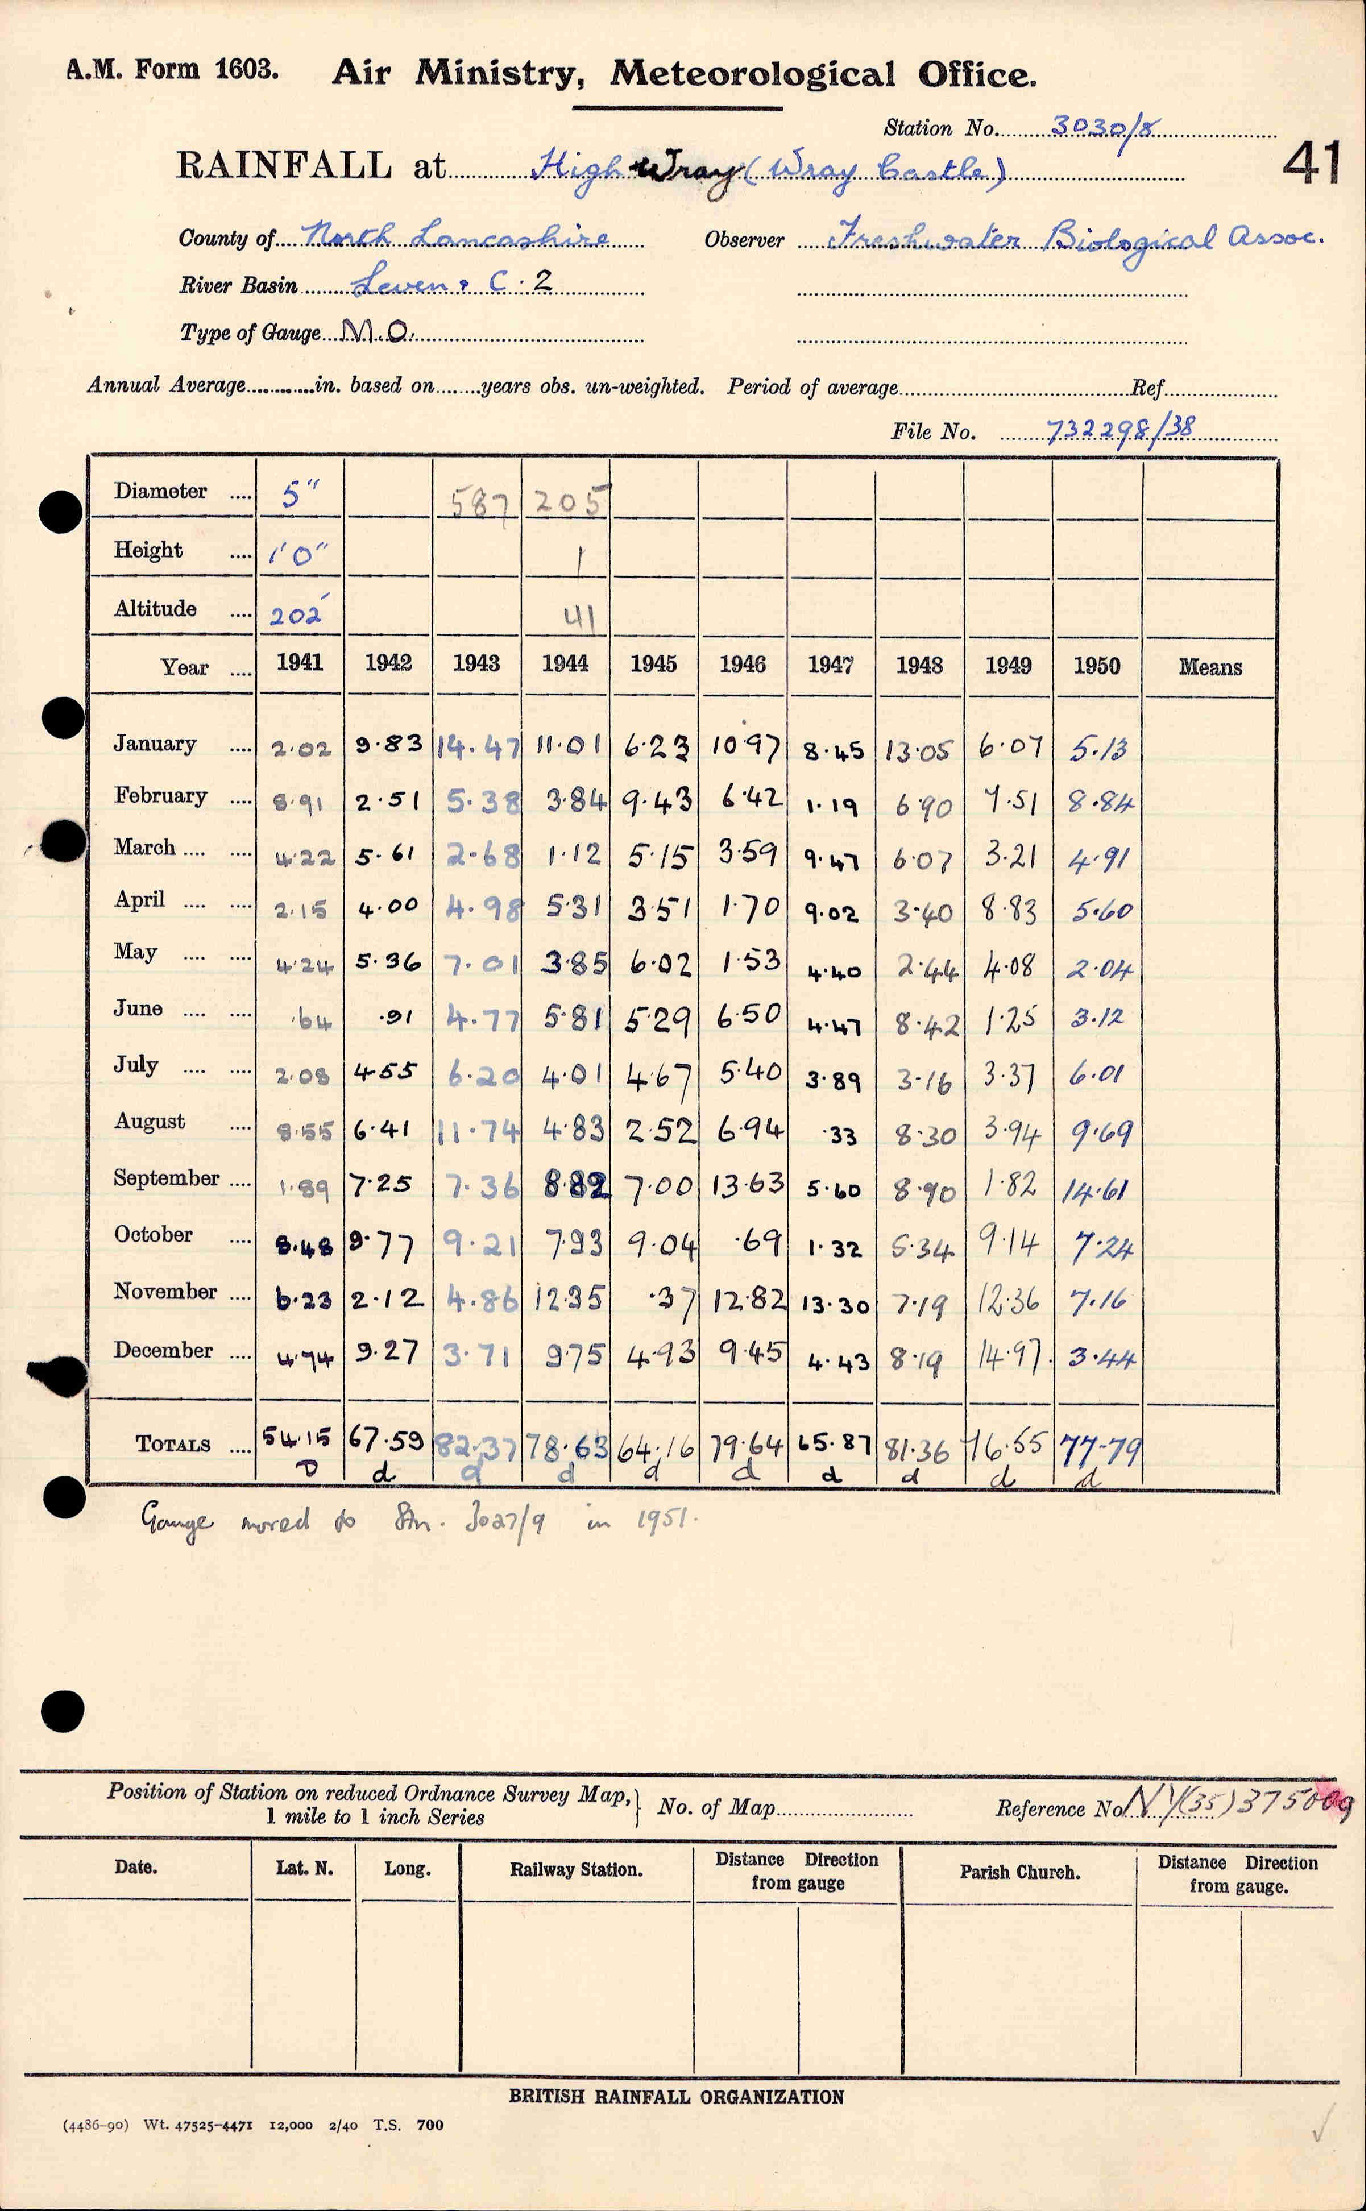 A.M. Form 1603. Air Ministry, Meteorological Office.
Station No. 3030/8
41
RAINFALL at High Wray (Wray Castle)
County of North Lancashire Observer Freshwater Biological Assoc.
River Basin Leven. C. 2
Type of Gauge M.O.
Annual Average in. based on years obs. un-weighted. Period of average Ref.
File No. 732298/38
Diameter 5" 587 205
Height 1'0" 1
Altitude 202' 41
Year 1941 1942 1943 1944 1945 1946 1947 1948 1949 1950 Means
January 2.02 9.83 14.47 11.01 6.23 10.97 8.45 13.05 6.07 5.13
February 8.91 2.51 5.38 3.84 9.43 6.42 1.19 6.90 7.51 8.84
March 4.22 5.61 2.68 1.12 5.15 3.59 9.47 6.07 3.21 4.91
April 2.15 4.00 4.98 5.31 3.51 1.70 9.02 3.40 8.83 5.60
May 4.24 5.36 7.01 3.85 6.02 1.53 4.40 2.44 4.08 2.04
June .64 .91 4.77 5.81 5.29 6.50 4.47 8.42 1.25 3.12
July 2.08 4.55 6.20 4.01 4.67 5.40 3.89 3.16 3.37 6.01
August 8.55 6.41 11.74 4.83 2.52 6.94 .33 8.30 3.94 9.69
September 1.89 7.25 7.36 8.82 7.00 13.63 5.60 8.90 1.82 14.61
October 8.48 9.77 9.21 7.93 9.04 .69 1.32 5.34 9.14 7.24
November 6.23 2.12 4.86 12.35 .37 12.82 13.30 7.19 12.36 7.16
December 4.74 9.27 3.71 9.75 4.93 9.45 4.43 8.19 14.97 3.44
TOTALS 54.15 67.59 82.37 78.63 64.16 79.64 65.87 81.36 76.55 77.79
D d d d d d d d d d
Gauge moved to Stn. 3027/9 in 1951.
Position of Station on reduced Ordnance Survey Map, 1 mile to 1 inch Series } No. of Map Reference No. NY(35)375009
Date. Lat. N. Long. Railway Station. Distance Direction from gauge Parish Church. Distance Direction from gauge.
BRITISH RAINFALL ORGANIZATION
(4486-90) Wt. 47525-4471 12,000 2/40 T.S. 700